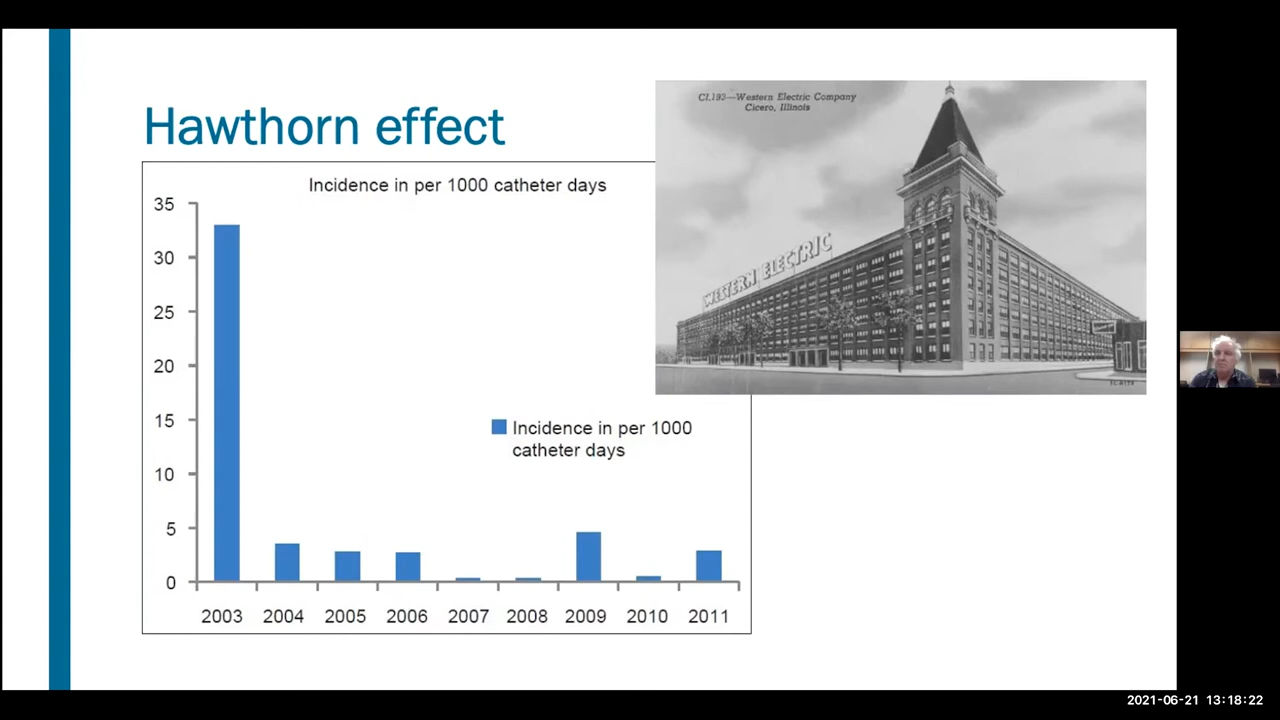 Hawthorn effect
CI.193—Western Electric Company
Cicero, Illinois
WESTERN ELECTRIC
Incidence in per 1000 catheter days
35
30
25
20
15
10
5
0
Incidence in per 1000
catheter days
2003 2004 2005 2006 2007 2008 2009 2010 2011
2021-06-21 13:18:22